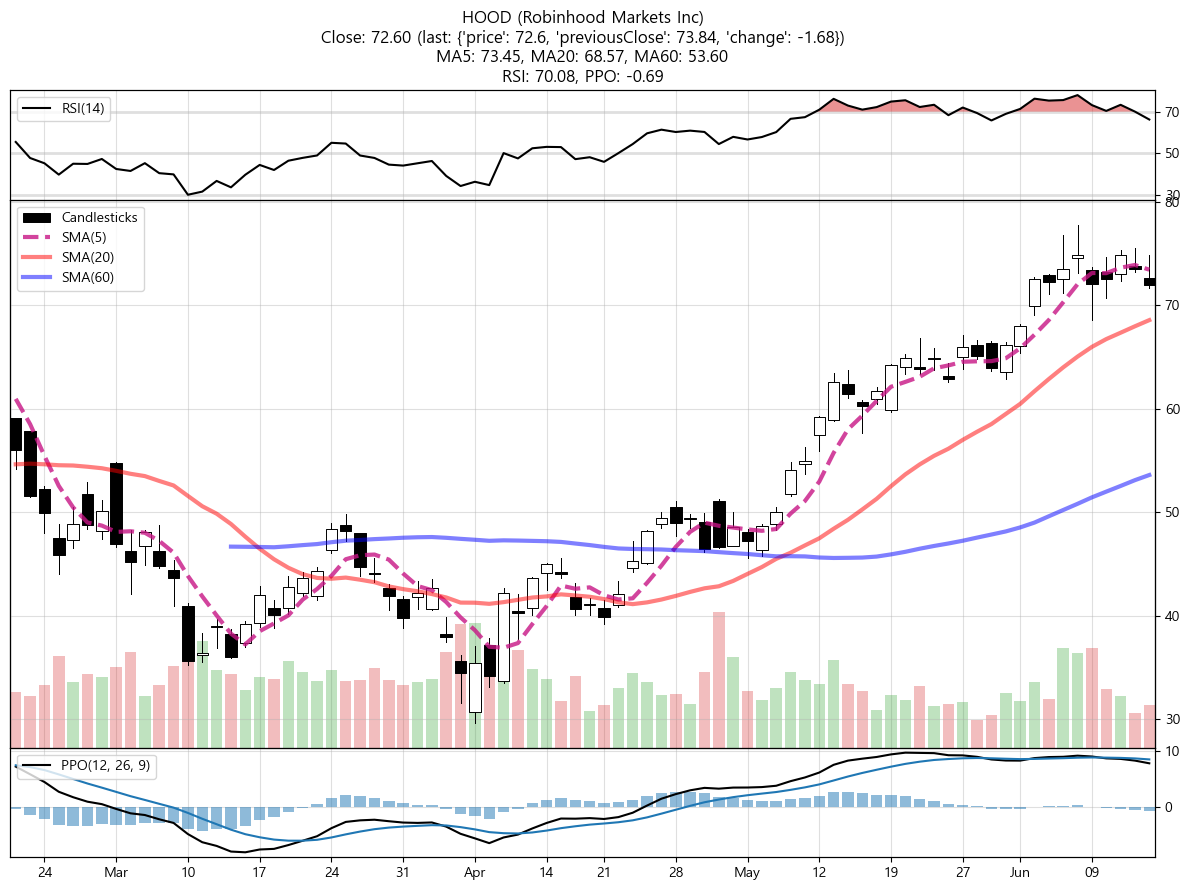 HOOD (Robinhood Markets Inc)
Close: 72.60 (last: {'price': 72.6, 'previousClose': 73.84, 'change': -1.68})
MA5: 73.45, MA20: 68.57, MA60: 53.60
RSI: 70.08, PPO: -0.69
RSI(14)
70
50
30
80
Candlesticks
SMA(5)
SMA(20)
SMA(60)
70
60
50
40
30
PPO(12, 26, 9)
10
0
24 Mar 10 17 24 31 Apr 14 21 28 May 12 19 27 Jun 09